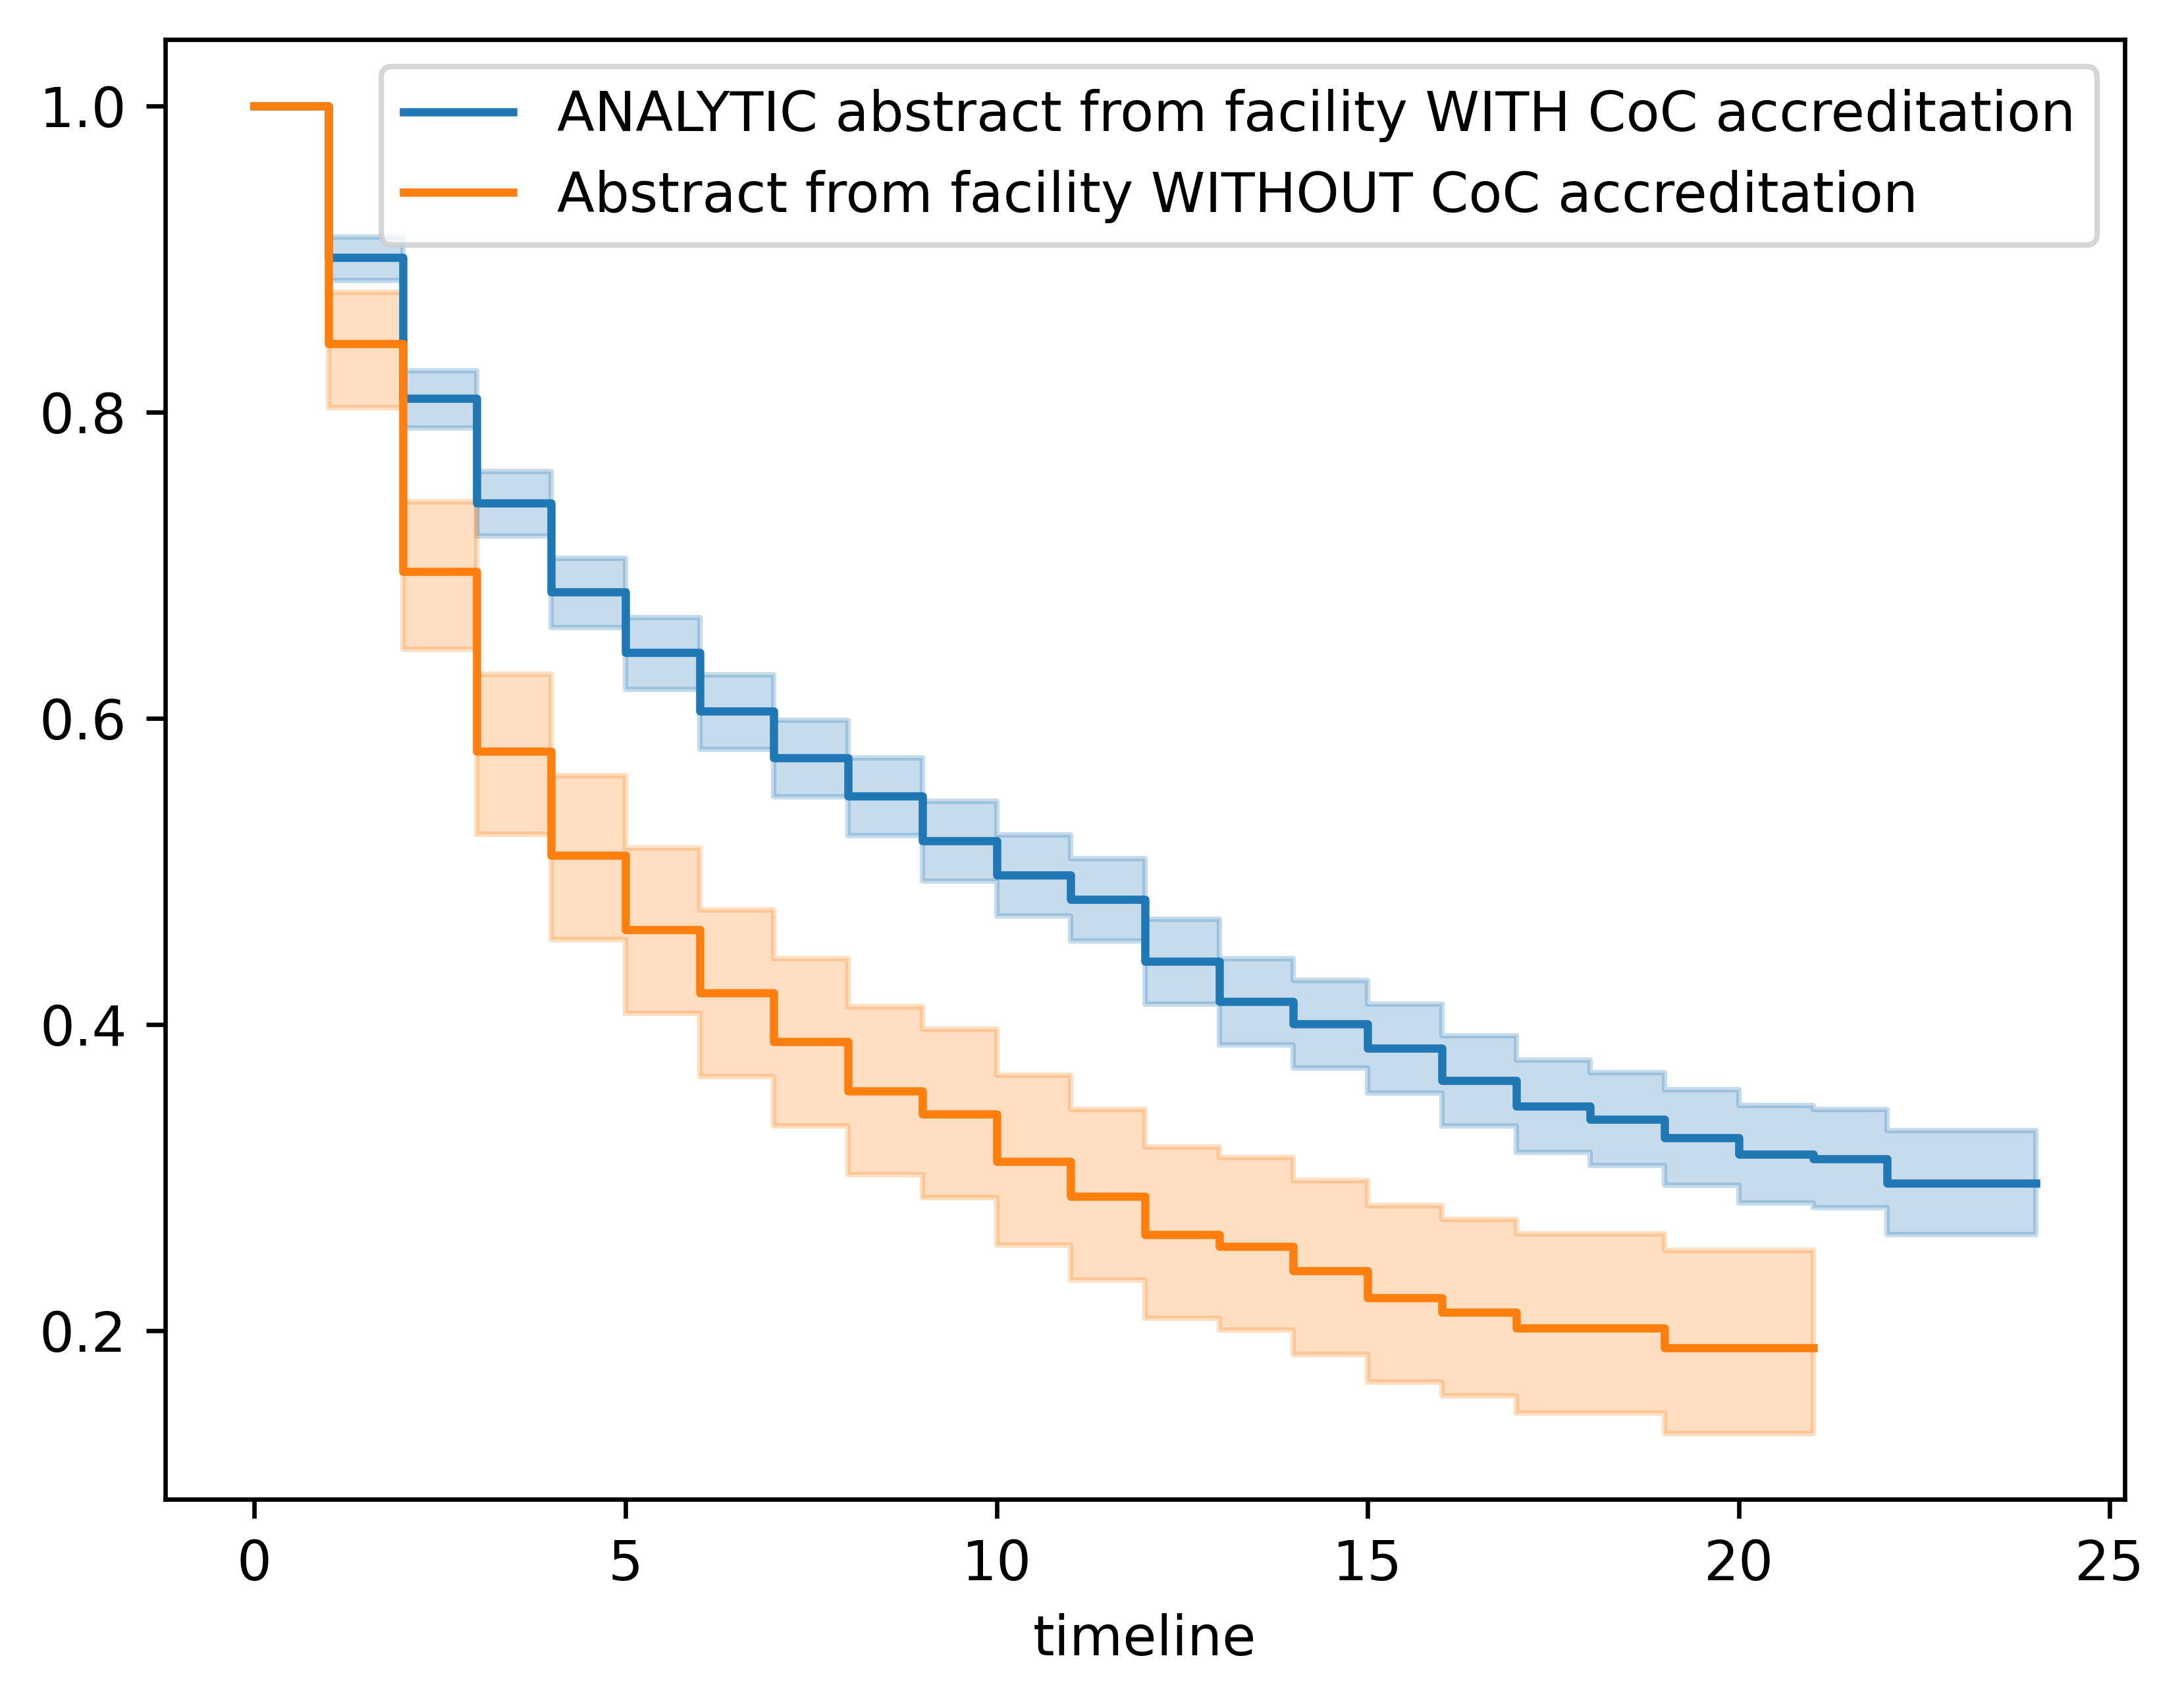 ANALYTIC abstract from facility WITH CoC accreditation
Abstract from facility WITHOUT CoC accreditation
1.0
0.8
0.6
0.4
0.2
0 5 10 15 20 25
timeline